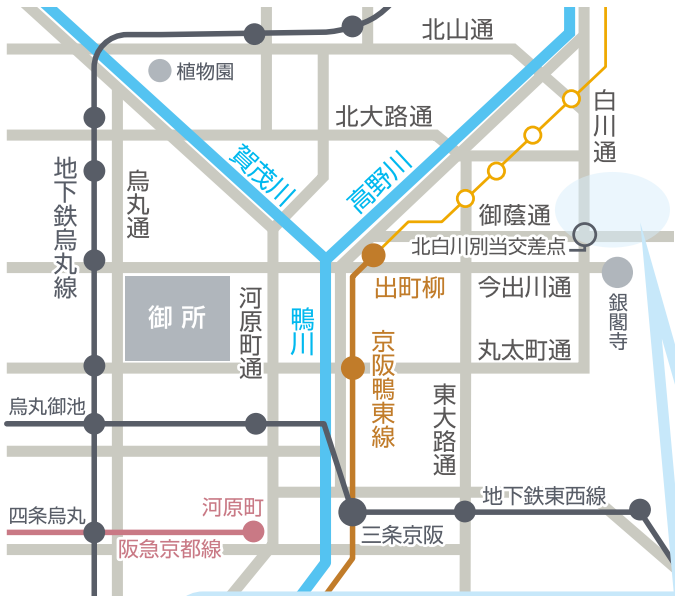 北山通
植物園
白川通
北大路通
賀茂川
高野川
地下鉄烏丸線
烏丸通
御蔭通
北白川別当交差点
出町柳
今出川通
銀閣寺
御所
河原町通
鴨川
京阪鴨東線
丸太町通
東大路通
烏丸御池
地下鉄東西線
河原町
四条烏丸
三条京阪
阪急京都線